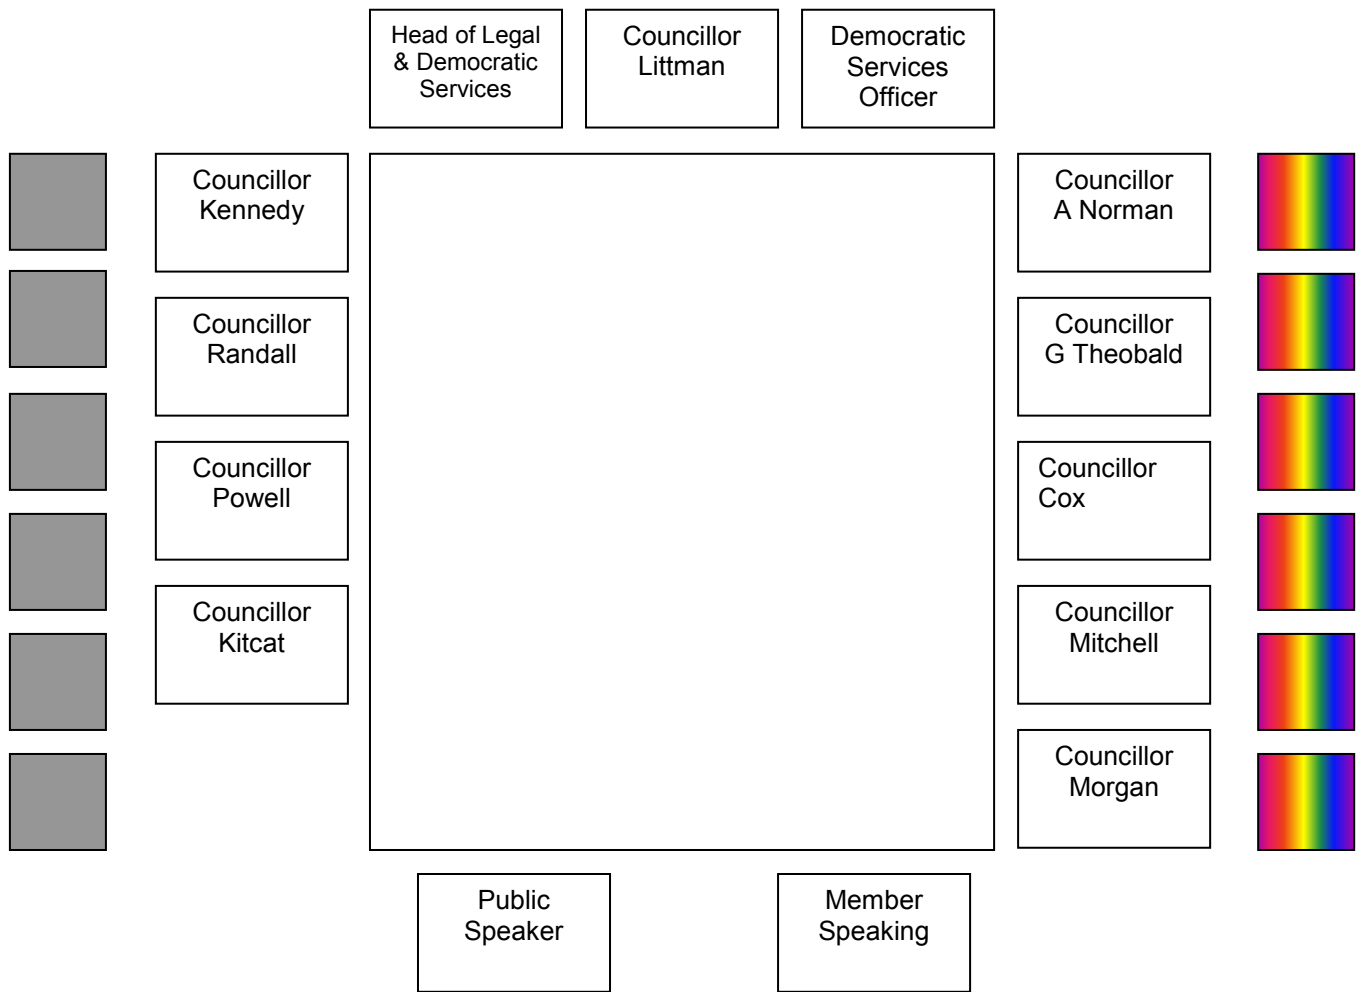 Head of Legal
& Democratic
Services
Councillor
Littman
Democratic
Services
Officer
Councillor
Kennedy
Councillor
A Norman
Councillor
Randall
Councillor
G Theobald
Councillor
Powell
Councillor
Cox
Councillor
Kitcat
Councillor
Mitchell
Councillor
Morgan
Public
Speaker
Member
Speaking